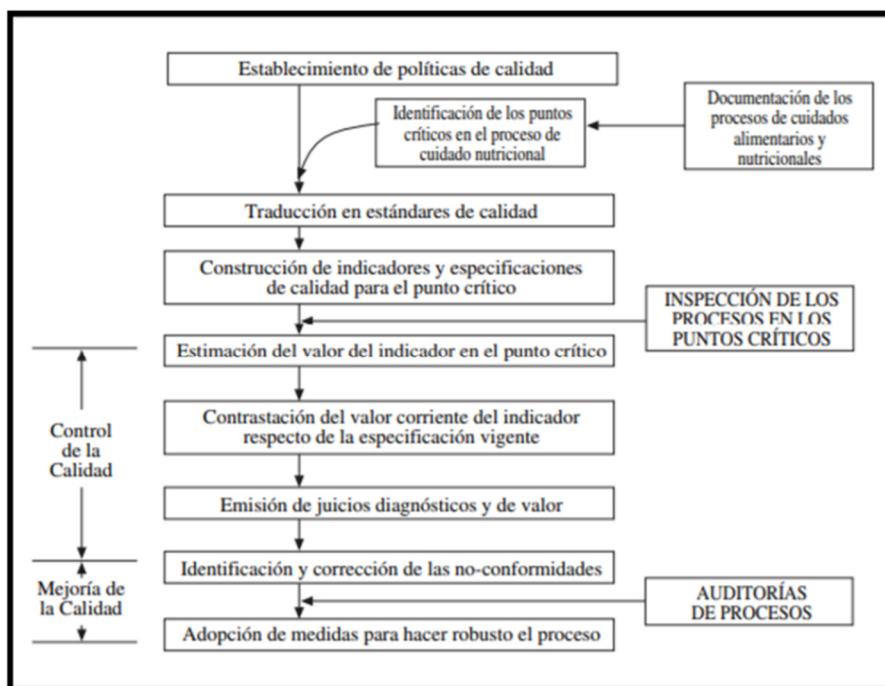 Establecimiento de políticas de calidad
Identificación de los puntos
críticos en el proceso de
cuidado nutricional
Documentación de los
procesos de cuidados
alimentarios y
nutricionales
Traducción en estándares de calidad
Construcción de indicadores y especificaciones
de calidad para el punto crítico
INSPECCIÓN DE LOS
PROCESOS EN LOS
PUNTOS CRÍTICOS
Estimación del valor del indicador en el punto crítico
Contrastación del valor corriente del indicador
respecto de la especificación vigente
Control
de la
Calidad
Emisión de juicios diagnósticos y de valor
Identificación y corrección de las no-conformidades
Mejoría de
la Calidad
AUDITORÍAS
DE PROCESOS
Adopción de medidas para hacer robusto el proceso